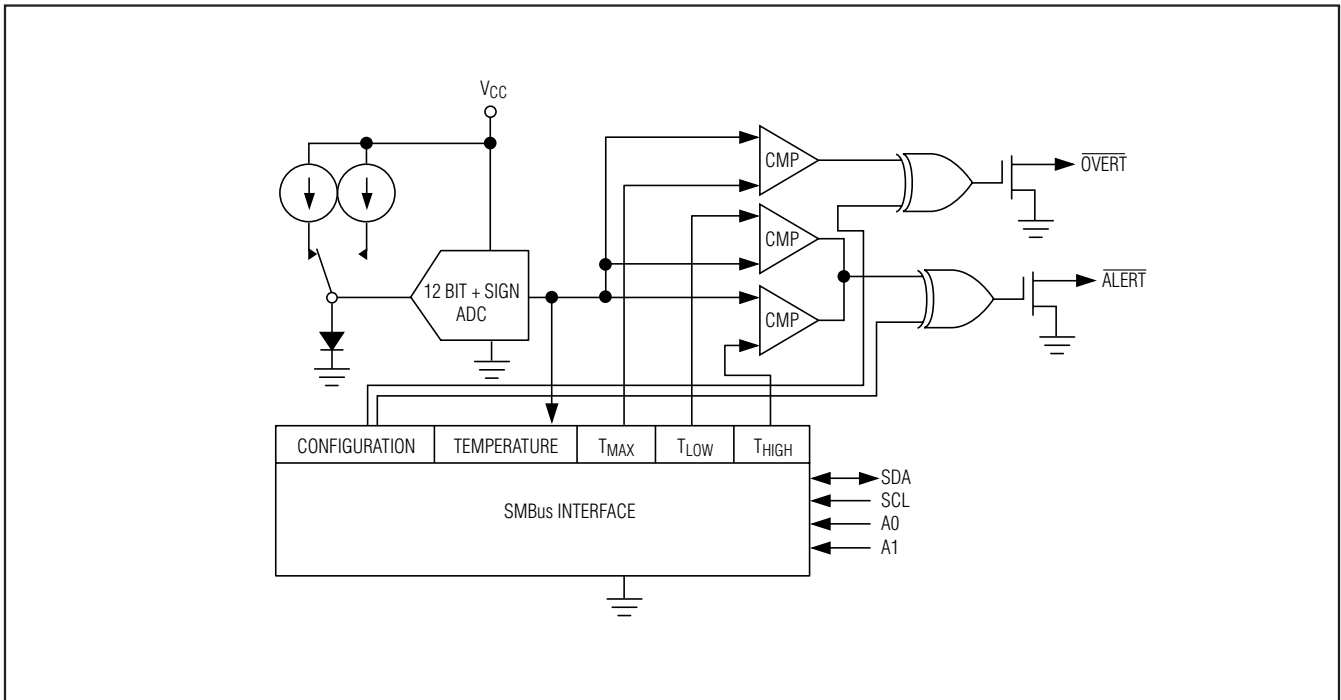 VCC
CMP
OVERT
CMP
12 BIT + SIGN
ADC
CMP
ALERT
CONFIGURATION TEMPERATURE TMAX TLOW THIGH
SMBus INTERFACE
SDA
SCL
A0
A1